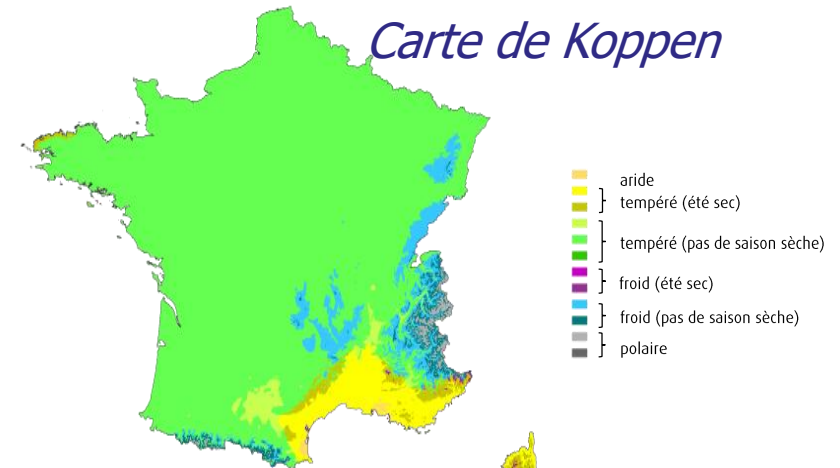 Carte de Koppen
aride
tempéré (été sec)
tempéré (pas de saison sèche)
froid (été sec)
froid (pas de saison sèche)
polaire